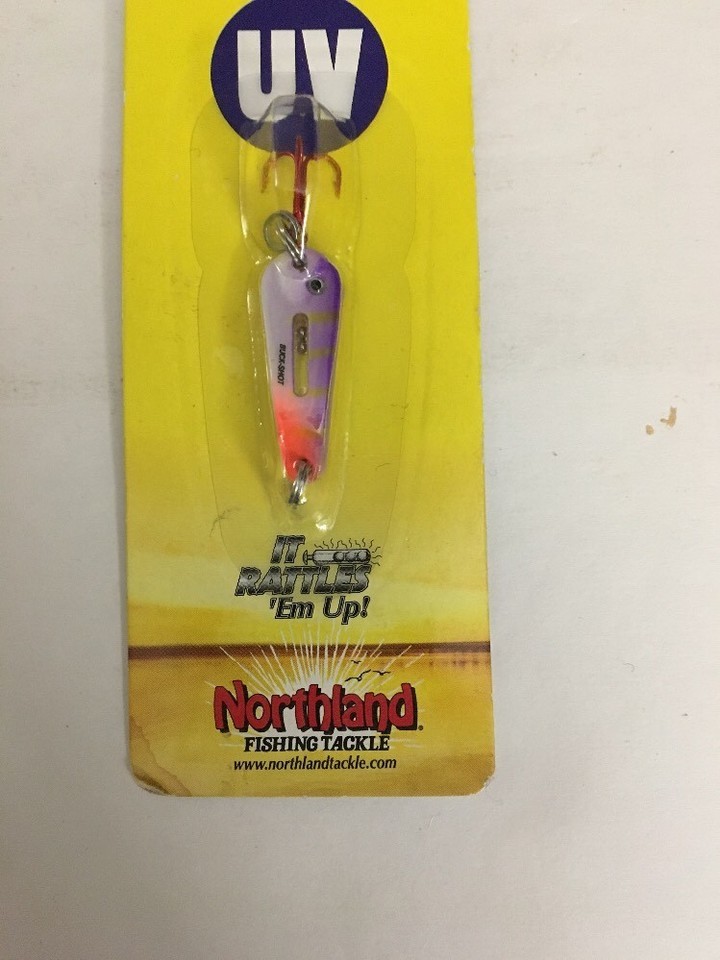 UV
BUCK-SHOT
IT
RATTLES
'Em Up!
Northland®
FISHING TACKLE
www.northlandtackle.com